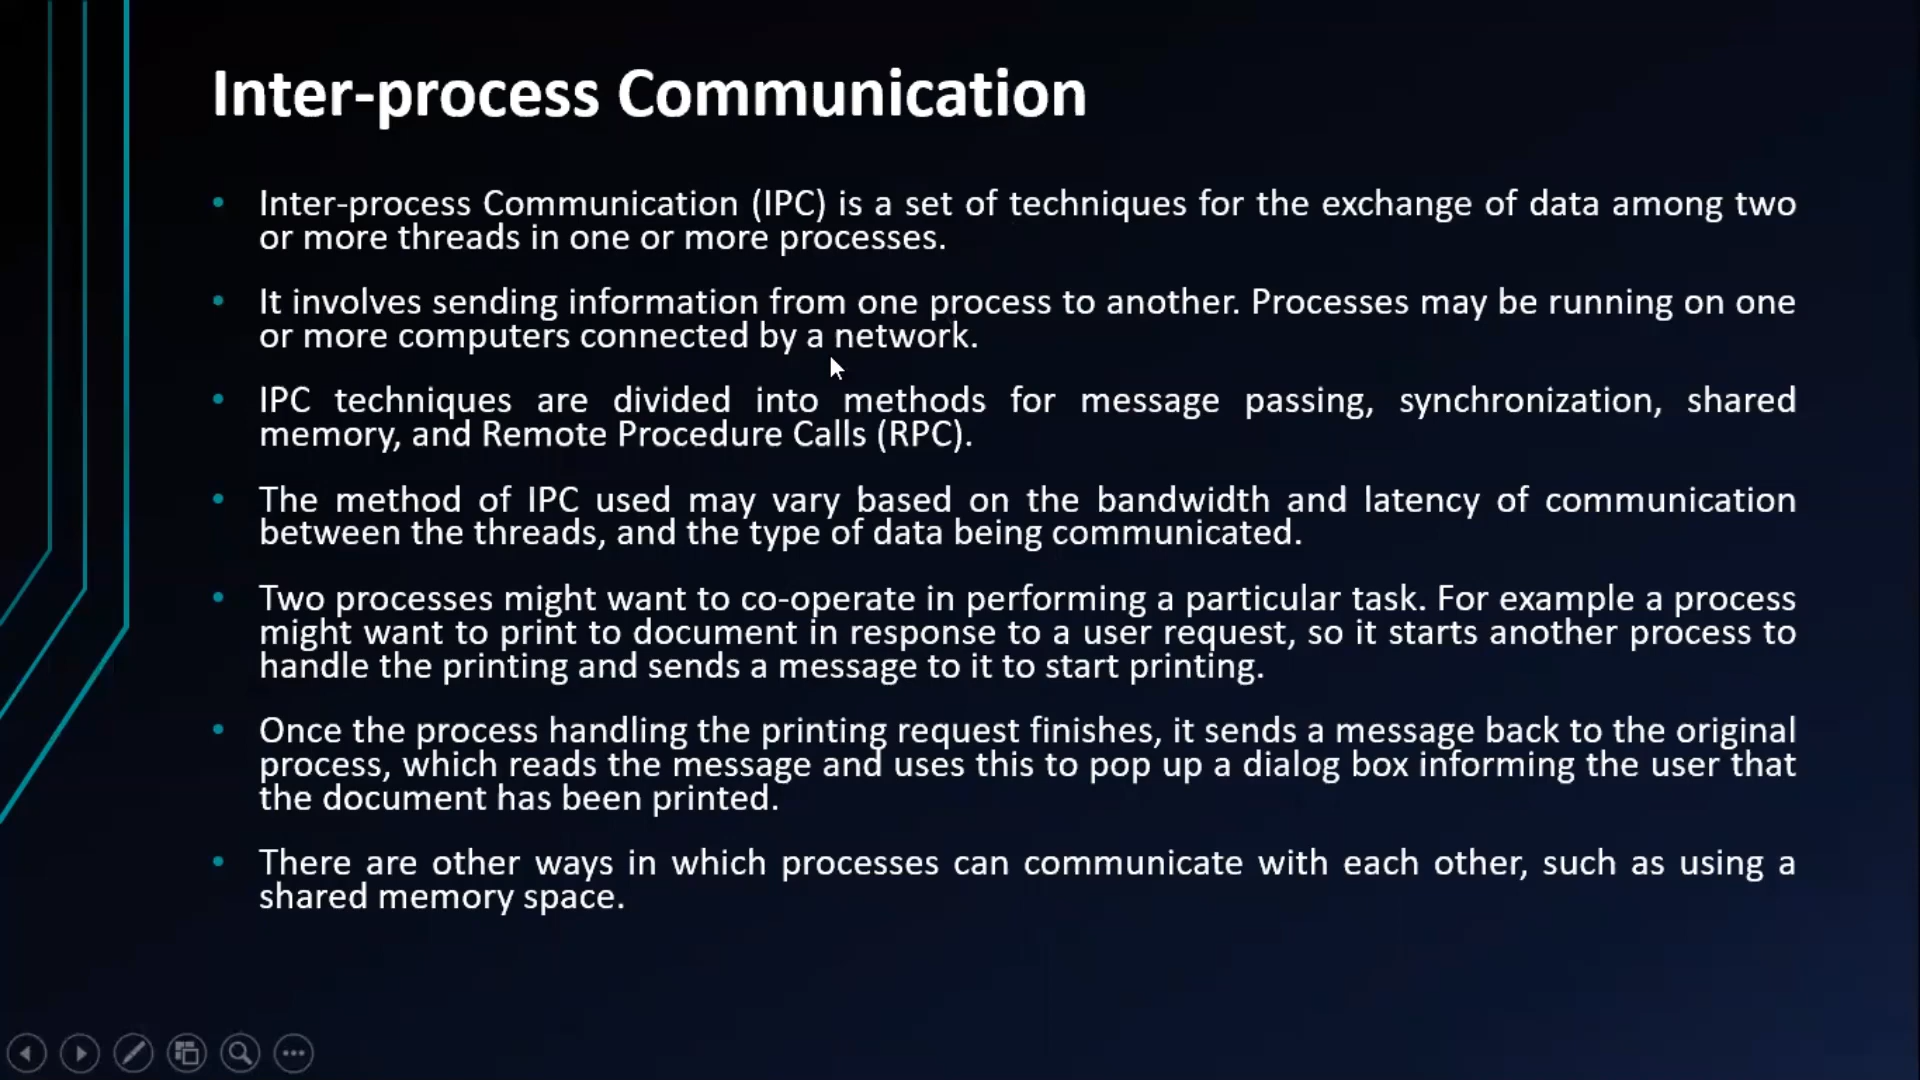 Inter-process Communication
• Inter-process Communication (IPC) is a set of techniques for the exchange of data among two
or more threads in one or more processes.
• It involves sending information from one process to another. Processes may be running on one
or more computers connected by a network.
• IPC techniques are divided into methods for message passing, synchronization, shared
memory, and Remote Procedure Calls (RPC).
• The method of IPC used may vary based on the bandwidth and latency of communication
between the threads, and the type of data being communicated.
• Two processes might want to co-operate in performing a particular task. For example a process
might want to print to document in response to a user request, so it starts another process to
handle the printing and sends a message to it to start printing.
• Once the process handling the printing request finishes, it sends a message back to the original
process, which reads the message and uses this to pop up a dialog box informing the user that
the document has been printed.
• There are other ways in which processes can communicate with each other, such as using a
shared memory space.